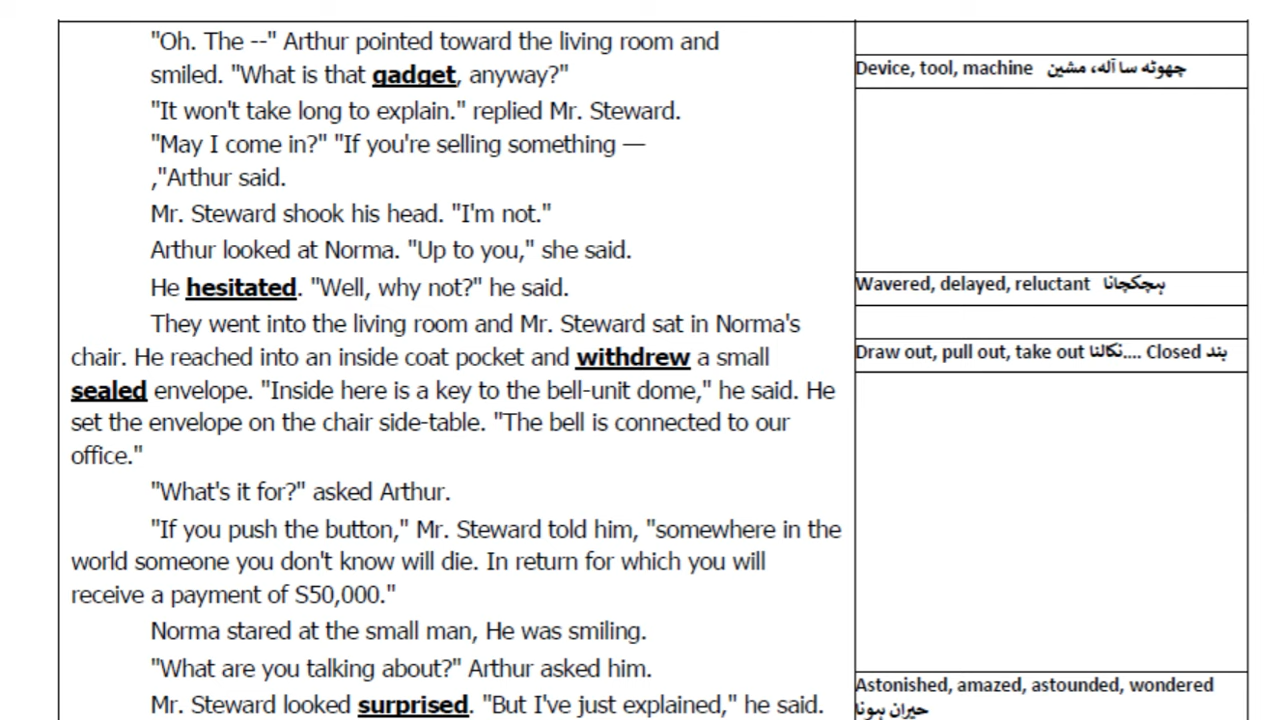 "Oh. The --" Arthur pointed toward the living room and
smiled. "What is that gadget, anyway?"
Device, tool, machine چھوٹہ سا آلہ، مشین
"It won't take long to explain." replied Mr. Steward.
"May I come in?" "If you're selling something —
,"Arthur said.
Mr. Steward shook his head. "I'm not."
Arthur looked at Norma. "Up to you," she said.
He hesitated. "Well, why not?" he said.
Wavered, delayed, reluctant ہچکچانا
They went into the living room and Mr. Steward sat in Norma's
chair. He reached into an inside coat pocket and withdrew a small
Draw out, pull out, take out نکالنا.... Closed بند
sealed envelope. "Inside here is a key to the bell-unit dome," he said. He
set the envelope on the chair side-table. "The bell is connected to our
office."
"What's it for?" asked Arthur.
"If you push the button," Mr. Steward told him, "somewhere in the
world someone you don't know will die. In return for which you will
receive a payment of S50,000."
Norma stared at the small man, He was smiling.
"What are you talking about?" Arthur asked him.
Mr. Steward looked surprised. "But I've just explained," he said.
Astonished, amazed, astounded, wondered
حیران ہونا